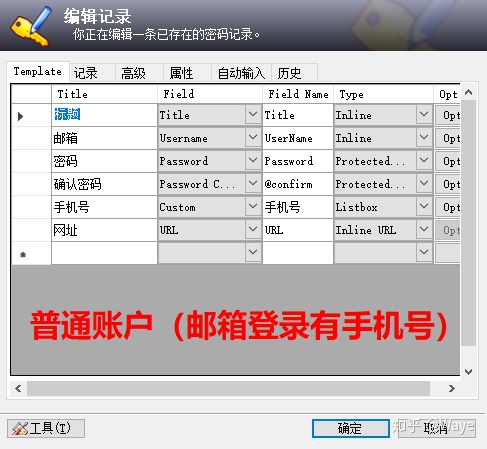 编辑记录
你正在编辑一条已存在的密码记录。
Template 记录 高级 属性 自动输入 历史
Title Field Field Name Type Opt
标题 Title Title Inline Opt
邮箱 Username UserName Inline Opt
密码 Password Password Protected... Opt
确认密码 Password C... @confirm Protected... Opt
手机号 Custom 手机号 Listbox Opt
网址 URL URL Inline URL Opt
普通账户（邮箱登录有手机号）
工具(T) 确定 取消
知乎 @Waye